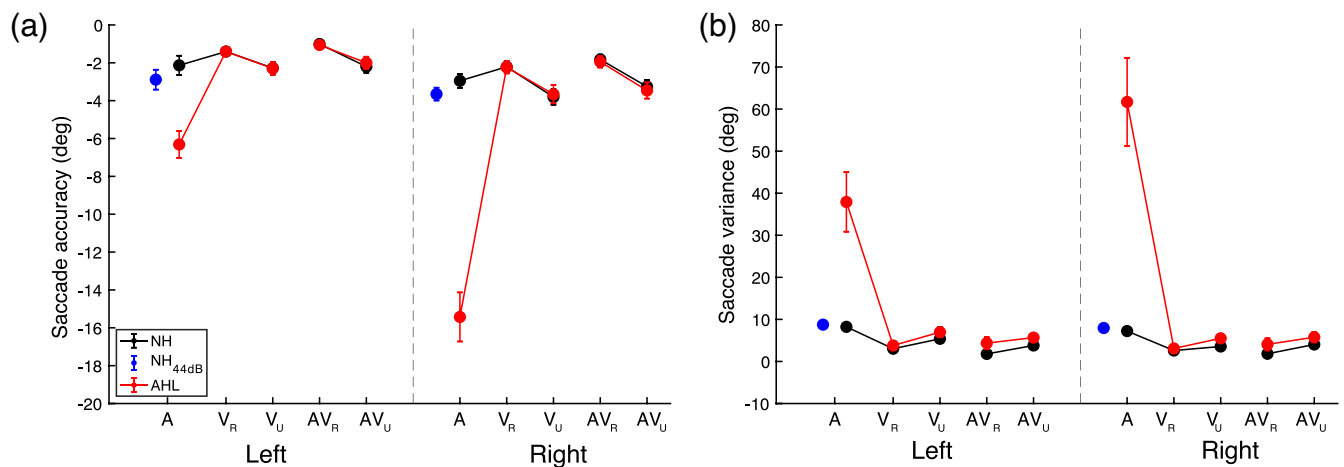 (a)
Saccade accuracy (deg)
0
-2
-4
-6
-8
-10
-12
-14
-16
-18
-20
NH
NH44dB
AHL
A VR VU AVR AVU A VR VU AVR AVU
Left Right
(b)
Saccade variance (deg)
80
70
60
50
40
30
20
10
0
-10
A VR VU AVR AVU A VR VU AVR AVU
Left Right